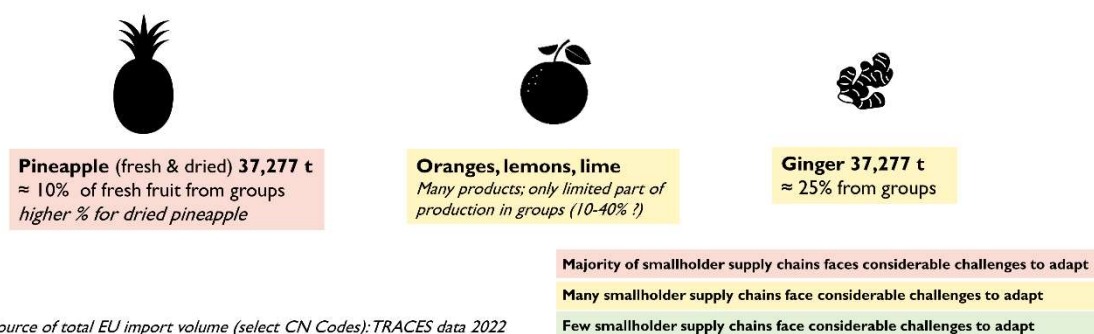 Pineapple (fresh & dried) 37,277 t
≈ 10% of fresh fruit from groups
higher % for dried pineapple
Oranges, lemons, lime
Many products; only limited part of
production in groups (10-40% ?)
Ginger 37,277 t
≈ 25% from groups
Majority of smallholder supply chains faces considerable challenges to adapt
Many smallholder supply chains face considerable challenges to adapt
Few smallholder supply chains face considerable challenges to adapt
ource of total EU import volume (select CN Codes): TRACES data 2022